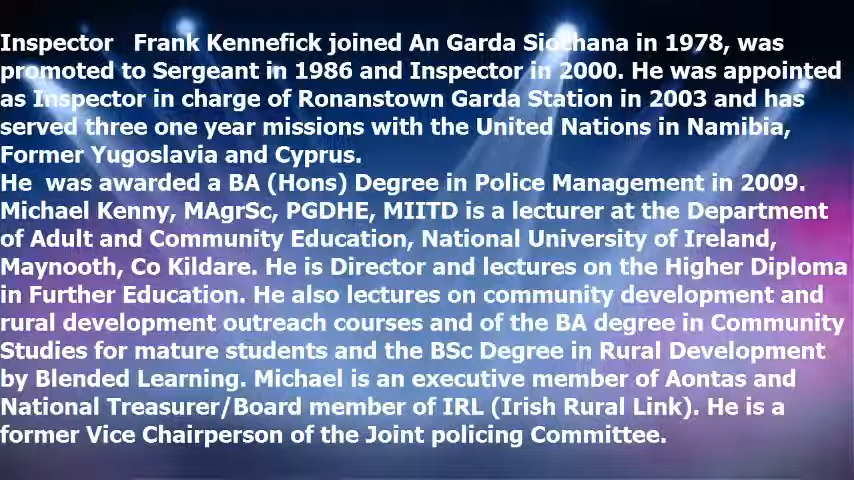 Inspector   Frank Kennefick joined An Garda Siochana in 1978, was
promoted to Sergeant in 1986 and Inspector in 2000. He was appointed
as Inspector in charge of Ronanstown Garda Station in 2003 and has
served three one year missions with the United Nations in Namibia,
Former Yugoslavia and Cyprus.
He  was awarded a BA (Hons) Degree in Police Management in 2009.
Michael Kenny, MAgrSc, PGDHE, MIITD is a lecturer at the Department
of Adult and Community Education, National University of Ireland,
Maynooth, Co Kildare. He is Director and lectures on the Higher Diploma
in Further Education. He also lectures on community development and
rural development outreach courses and of the BA degree in Community
Studies for mature students and the BSc Degree in Rural Development
by Blended Learning. Michael is an executive member of Aontas and
National Treasurer/Board member of IRL (Irish Rural Link). He is a
former Vice Chairperson of the Joint policing Committee.